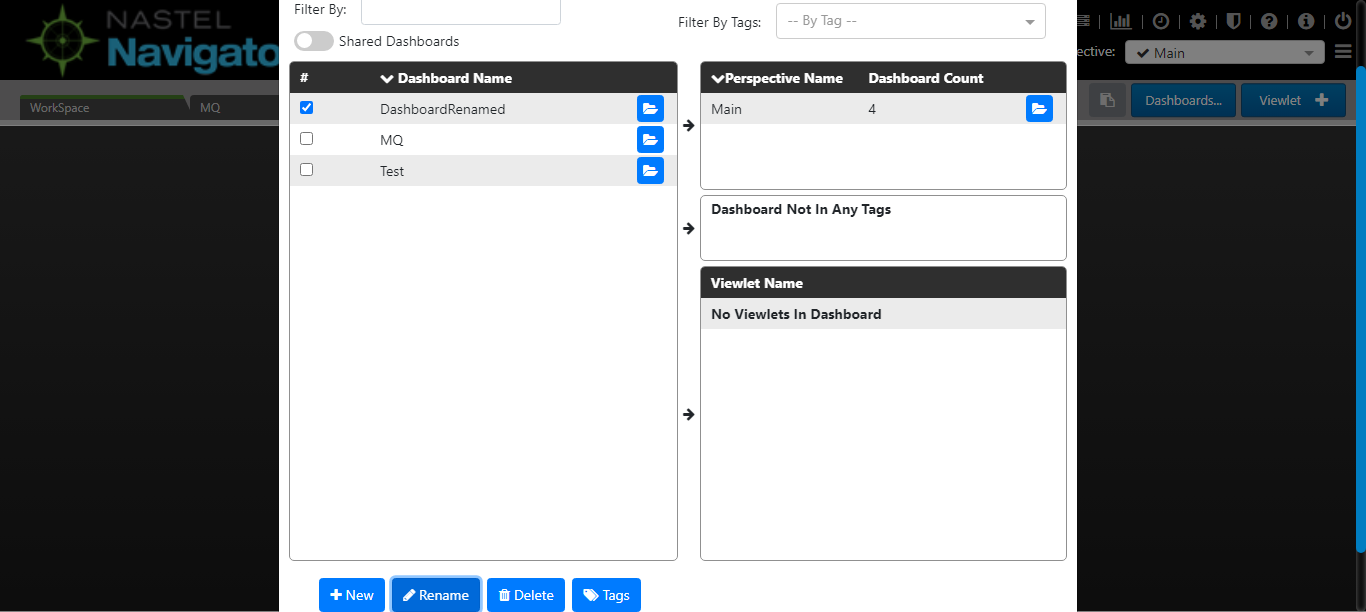 NASTEL
Navigato
Filter By:
Filter By Tags:
-- By Tag --
Shared Dashboards
ective:
Main
WorkSpace
MQ
Dashboards...
Viewlet
# Dashboard Name
DashboardRenamed
MQ
Test
Perspective Name Dashboard Count
Main 4
Dashboard Not In Any Tags
Viewlet Name
No Viewlets In Dashboard
New Rename Delete Tags